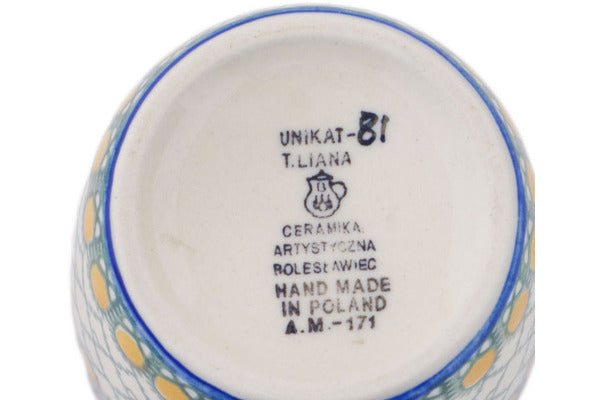 UNIKAT-81
T.LIANA
B
CERAMIKA
ARTYSTYCZNA
BOLESŁAWIEC
HAND MADE
IN POLAND
A.M.-171